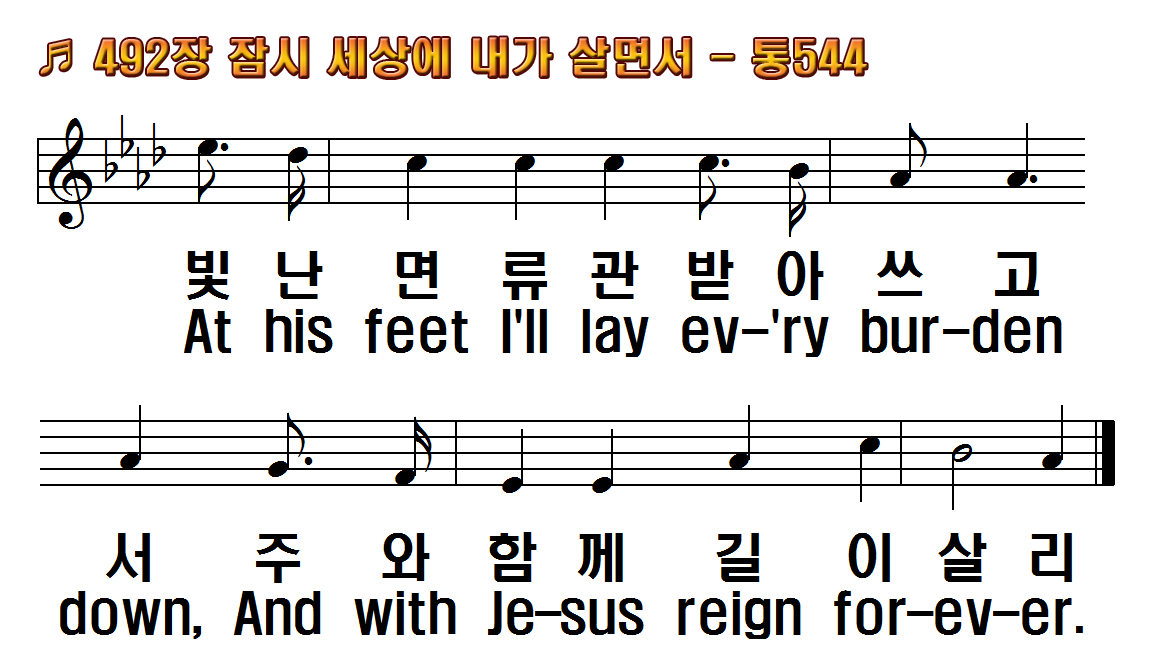 ♬ 492장 잠시 세상에 내가 살면서 - 통544
빛 난 면 류 관 받 아 쓰 고
At his feet I'll lay ev-'ry bur-den
서 주 와 함 께 길 이 살 리
down, And with Je-sus reign for-ev-er.